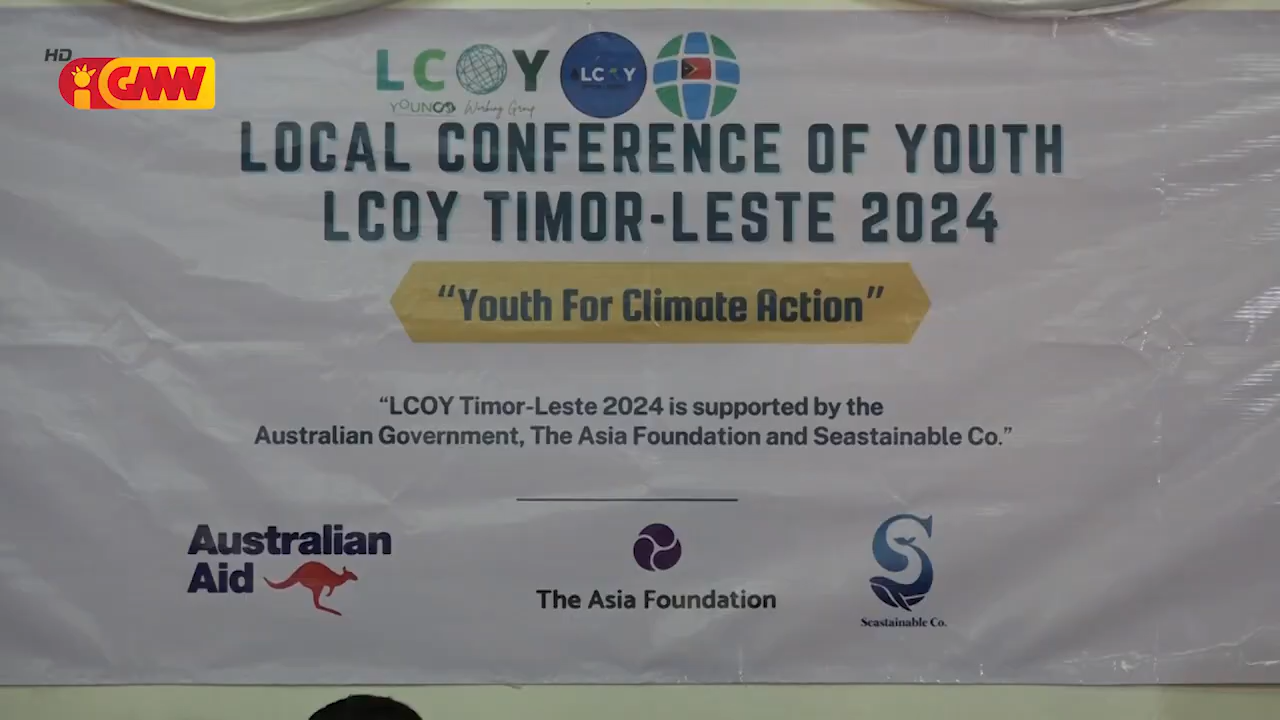 HD
GMW
LCOY
YOUNGO Working Group
LCOY
LOCAL CONFERENCE OF YOUTH
LCOY TIMOR-LESTE 2024
“Youth For Climate Action”
“LCOY Timor-Leste 2024 is supported by the
Australian Government, The Asia Foundation and Seastainable Co.”
Australian
Aid
The Asia Foundation
Seastainable Co.